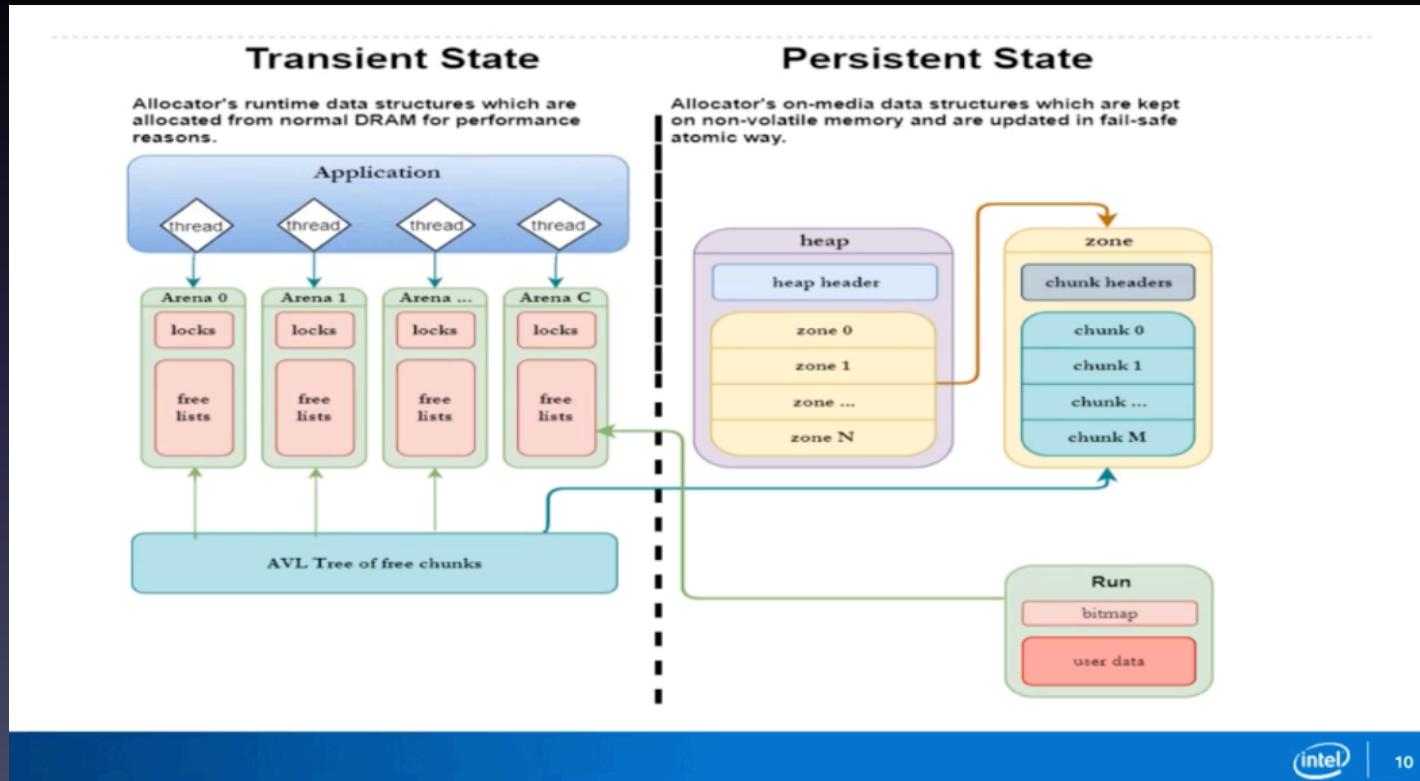 Transient State
Allocator's runtime data structures which are
allocated from normal DRAM for performance
reasons.
Application
thread
thread
thread
thread
Arena 0
locks
free
lists
Arena 1
locks
free
lists
Arena ...
locks
free
lists
Arena C
locks
free
lists
AVL Tree of free chunks
Persistent State
Allocator's on-media data structures which are kept
on non-volatile memory and are updated in fail-safe
atomic way.
heap
heap header
zone 0
zone 1
zone ...
zone N
zone
chunk headers
chunk 0
chunk 1
chunk ...
chunk M
Run
bitmap
user data
intel
10